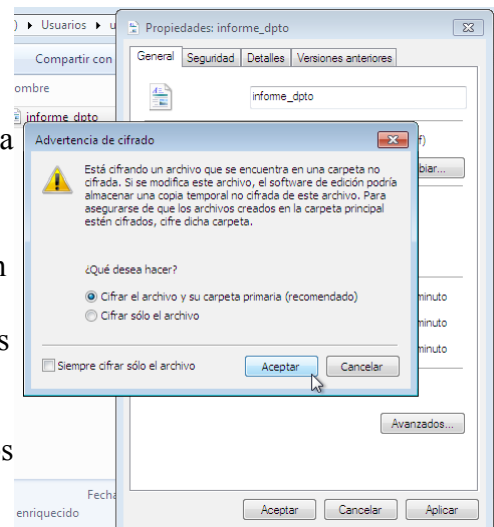 ) ▸ Usuarios ▸ u
Propiedades: informe_dpto
Compartir con
General Seguridad Detalles Versiones anteriores
ombre
informe_dpto
informe_dpto
a
Advertencia de cifrado
f)
biar...
Está cifrando un archivo que se encuentra en una carpeta no
cifrada. Si se modifica este archivo, el software de edición podría
almacenar una copia temporal no cifrada de este archivo. Para
asegurarse de que los archivos creados en la carpeta principal
estén cifrados, cifre dicha carpeta.
¿Qué desea hacer?
n
Cifrar el archivo y su carpeta primaria (recomendado)
minuto
Cifrar sólo el archivo
minuto
s
minuto
Siempre cifrar sólo el archivo
Aceptar Cancelar
Avanzados...
s
Fecha
enriquecido
Aceptar Cancelar Aplicar